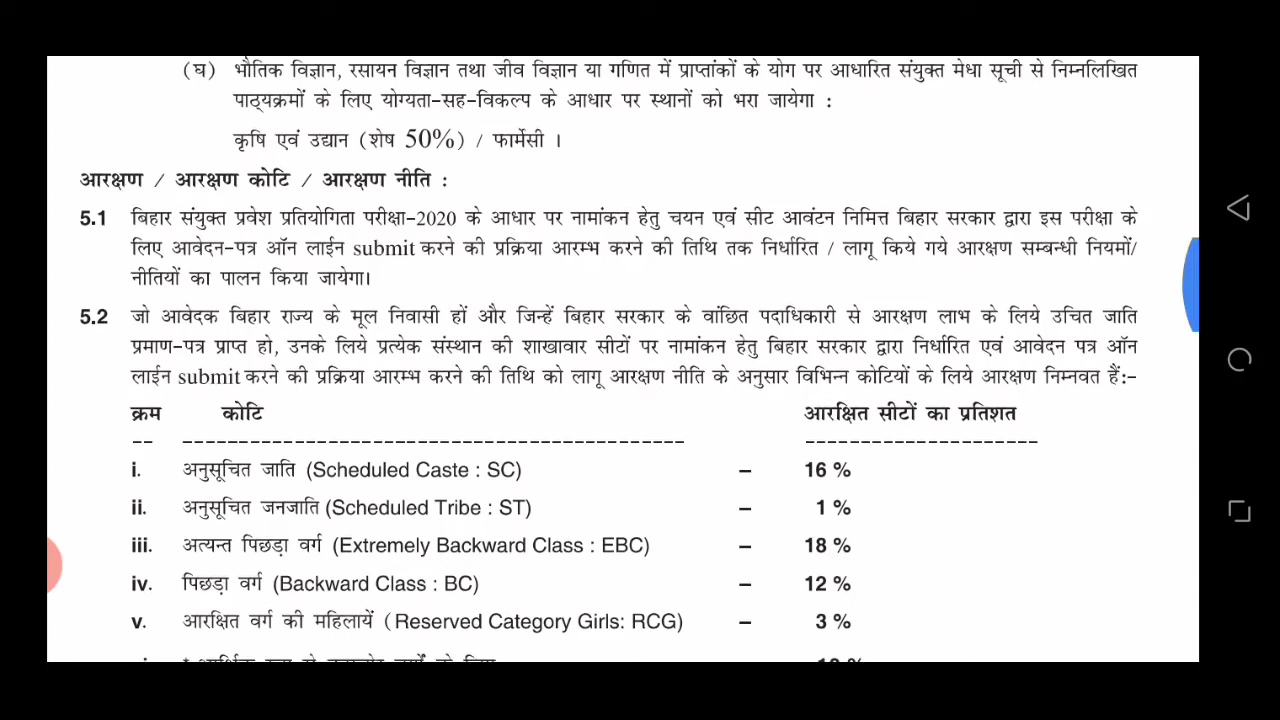 (घ) भौतिक विज्ञान, रसायन विज्ञान तथा जीव विज्ञान या गणित में प्राप्तांकों के योग पर आधारित संयुक्त मेधा सूची से निम्नलिखित
पाठ्यक्रमों के लिए योग्यता-सह-विकल्प के आधार पर स्थानों को भरा जायेगा :
कृषि एवं उद्यान (शेष 50%) / फार्मेसी ।
आरक्षण / आरक्षण कोटि / आरक्षण नीति :
5.1 बिहार संयुक्त प्रवेश प्रतियोगिता परीक्षा-2020 के आधार पर नामांकन हेतु चयन एवं सीट आवंटन निमित्त बिहार सरकार द्वारा इस परीक्षा के
लिए आवेदन-पत्र ऑन लाईन submit करने की प्रक्रिया आरम्भ करने की तिथि तक निर्धारित / लागू किये गये आरक्षण सम्बन्धी नियमों/
नीतियों का पालन किया जायेगा।
5.2 जो आवेदक बिहार राज्य के मूल निवासी हों और जिन्हें बिहार सरकार के वांछित पदाधिकारी से आरक्षण लाभ के लिये उचित जाति
प्रमाण-पत्र प्राप्त हो, उनके लिये प्रत्येक संस्थान की शाखावार सीटों पर नामांकन हेतु बिहार सरकार द्वारा निर्धारित एवं आवेदन पत्र ऑन
लाईन submit करने की प्रक्रिया आरम्भ करने की तिथि को लागू आरक्षण नीति के अनुसार विभिन्न कोटियों के लिये आरक्षण निम्नवत हैं:-
क्रम कोटि आरक्षित सीटों का प्रतिशत
-- --------------------------------------------- ---------------------
i. अनुसूचित जाति (Scheduled Caste : SC) – 16 %
ii. अनुसूचित जनजाति (Scheduled Tribe : ST) – 1 %
iii. अत्यन्त पिछड़ा वर्ग (Extremely Backward Class : EBC) – 18 %
iv. पिछड़ा वर्ग (Backward Class : BC) – 12 %
v. आरक्षित वर्ग की महिलायें (Reserved Category Girls: RCG) – 3 %